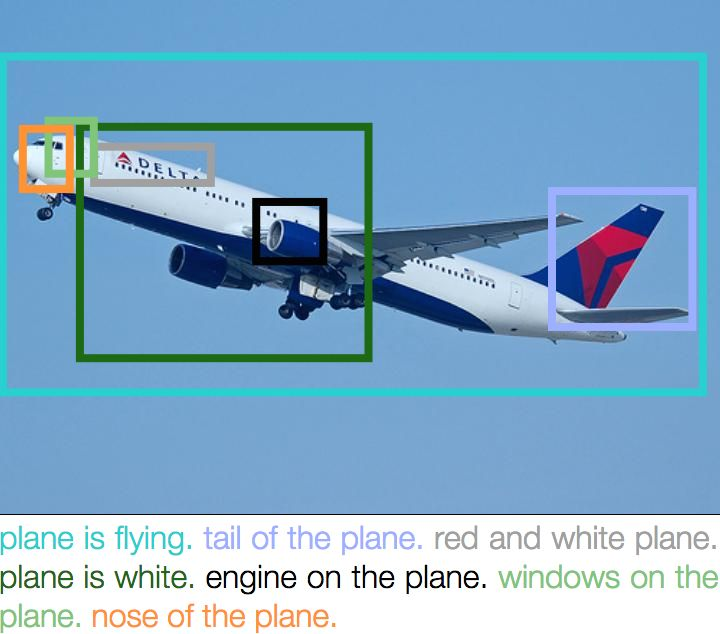 DELTA
plane is flying. tail of the plane. red and white plane.
plane is white. engine on the plane. windows on the
plane. nose of the plane.